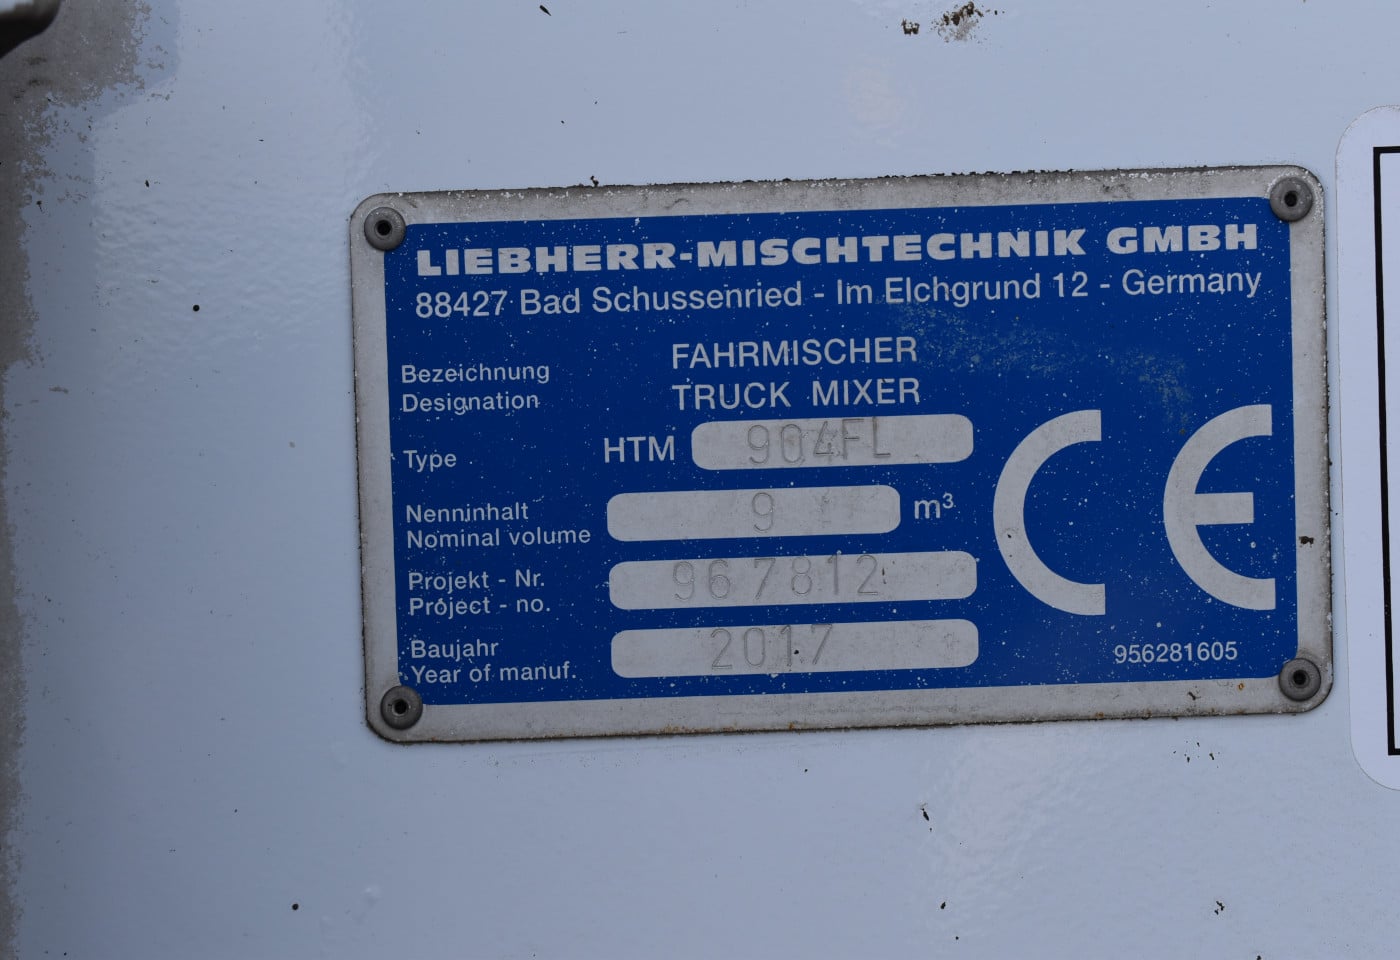 LIEBHERR-MISCHTECHNIK GMBH
88427 Bad Schussenried - Im Elchgrund 12 - Germany
Bezeichnung FAHRMISCHER
Designation TRUCK MIXER
Type HTM 904FL
Nenninhalt
Nominal volume 9 m³
Projekt - Nr.
Project - no. 967812
Baujahr
Year of manuf. 2017
CE
956281605